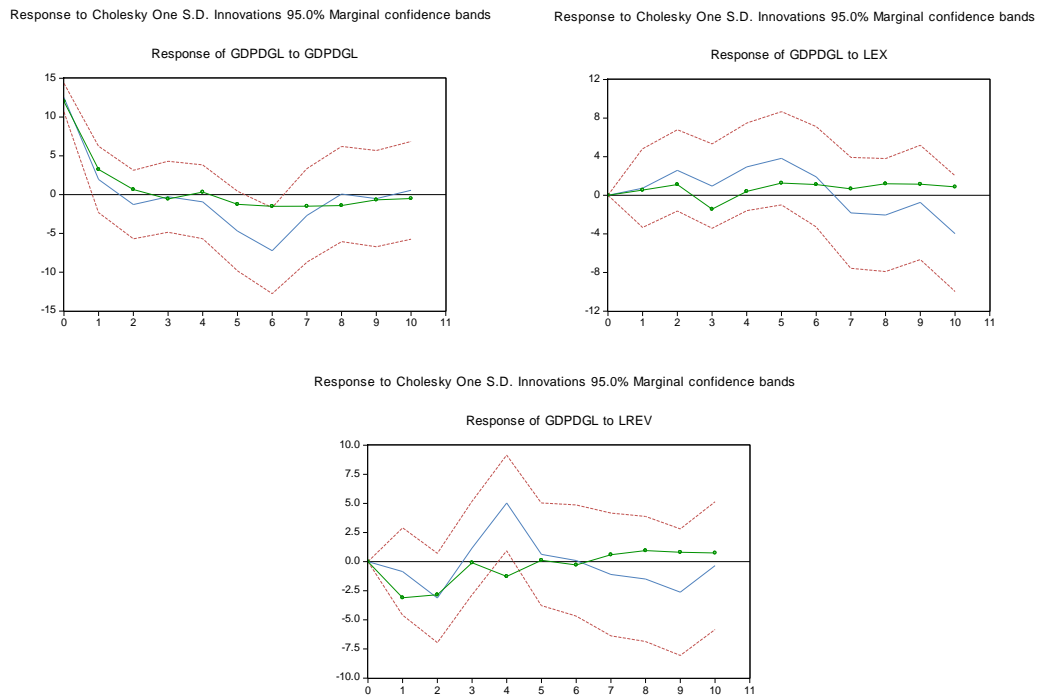 Response to Cholesky One S.D. Innovations 95.0% Marginal confidence bands
Response of GDPDGL to GDPDGL
15
10
5
0
-5
-10
-15
0 1 2 3 4 5 6 7 8 9 10 11
Response to Cholesky One S.D. Innovations 95.0% Marginal confidence bands
Response of GDPDGL to LEX
12
8
4
0
-4
-8
-12
0 1 2 3 4 5 6 7 8 9 10 11
Response to Cholesky One S.D. Innovations 95.0% Marginal confidence bands
Response of GDPDGL to LREV
10.0
7.5
5.0
2.5
0.0
-2.5
-5.0
-7.5
-10.0
0 1 2 3 4 5 6 7 8 9 10 11